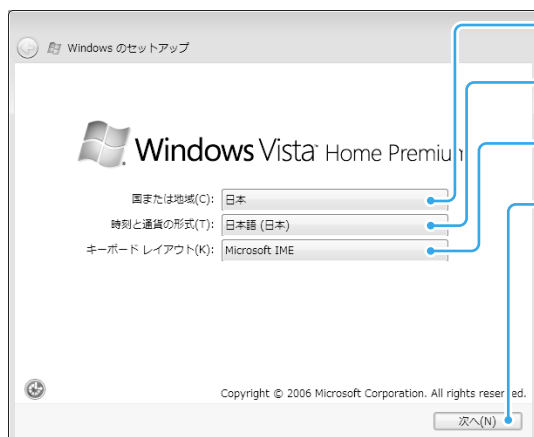 Windows のセットアップ
Windows Vista™ Home Premium
国または地域(C): 日本
時刻と通貨の形式(T): 日本語 (日本)
キーボード レイアウト(K): Microsoft IME
Copyright © 2006 Microsoft Corporation. All rights reserved.
次へ(N)